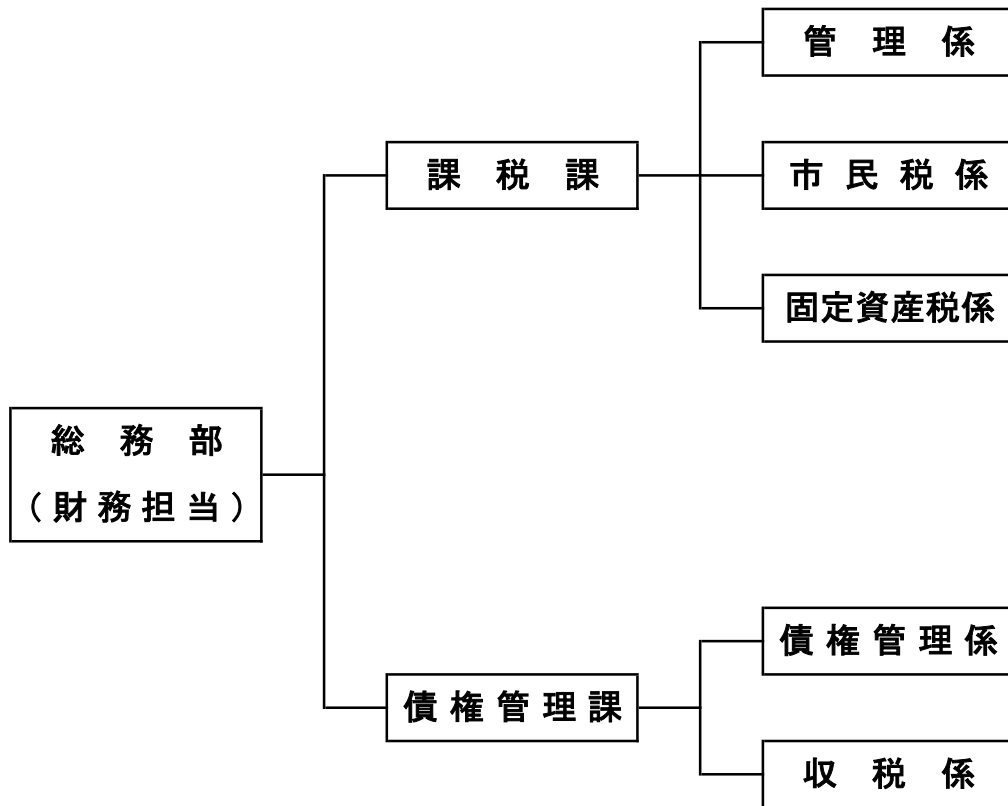 管理係
課税課
市民税係
固定資産税係
総務部
(財務担当)
債権管理係
債権管理課
収税係